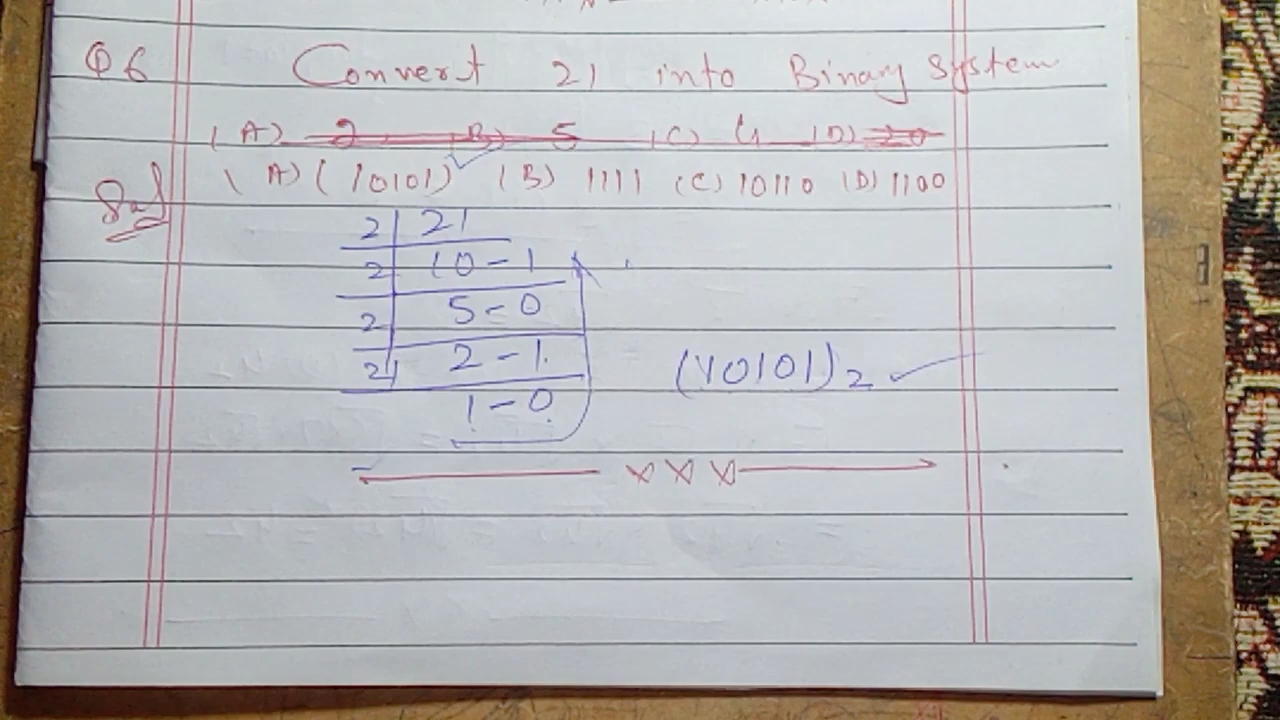 Q6 Convert 21 into Binary System
(A) 2 (B) 5 (C) 4 (D) 20
(A) (10101) (B) 1111 (C) 10110 (D) 1100
Sol
2 21
2 10 - 1
2 5 - 0
2 2 - 1
1 - 0
(10101)2